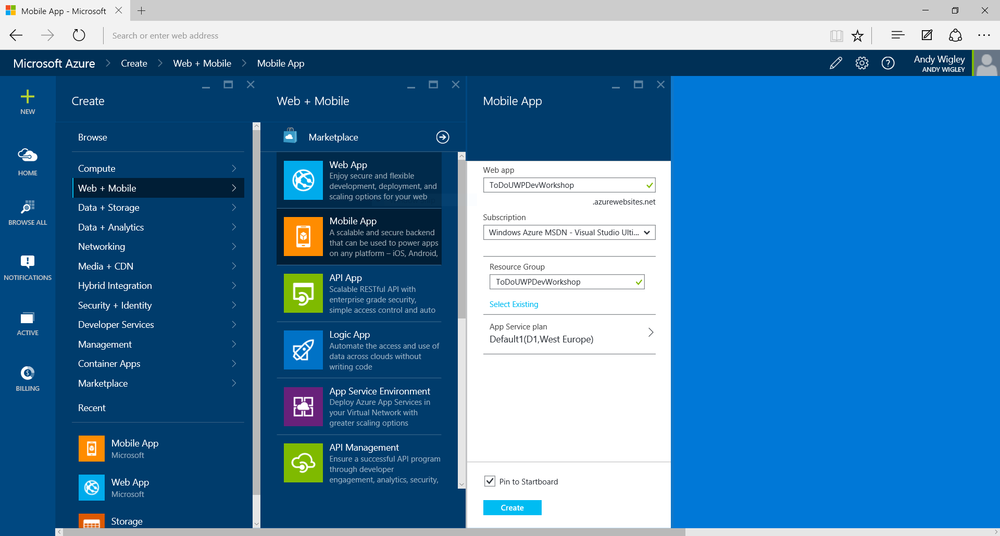 Mobile App - Microsoft
Search or enter web address
Microsoft Azure
Create
Web + Mobile
Mobile App
Andy Wigley
ANDY WIGLEY
NEW
HOME
BROWSE ALL
NOTIFICATIONS
ACTIVE
BILLING
Create
Browse
Compute
Web + Mobile
Data + Storage
Data + Analytics
Networking
Media + CDN
Hybrid Integration
Security + Identity
Developer Services
Management
Container Apps
Marketplace
Recent
Mobile App
Microsoft
Web App
Microsoft
Storage
Web + Mobile
Marketplace
Web App
Enjoy secure and flexible
development, deployment, and
scaling options for your web
Mobile App
A scalable and secure backend
that can be used to power apps
on any platform – iOS, Android,
API App
Scalable RESTful API with
enterprise grade security,
simple access control and auto
Logic App
Automate the access and use of
data across clouds without
writing code
App Service Environment
Deploy Azure App Services in
your Virtual Network with
greater scaling options
API Management
Ensure a successful API program
through developer
engagement, analytics, security,
Mobile App
Web app
ToDoUWPDevWorkshop
.azurewebsites.net
Subscription
Windows Azure MSDN - Visual Studio Ulti...
Resource Group
ToDoUWPDevWorkshop
Select Existing
App Service plan
Default1(D1,West Europe)
Pin to Startboard
Create